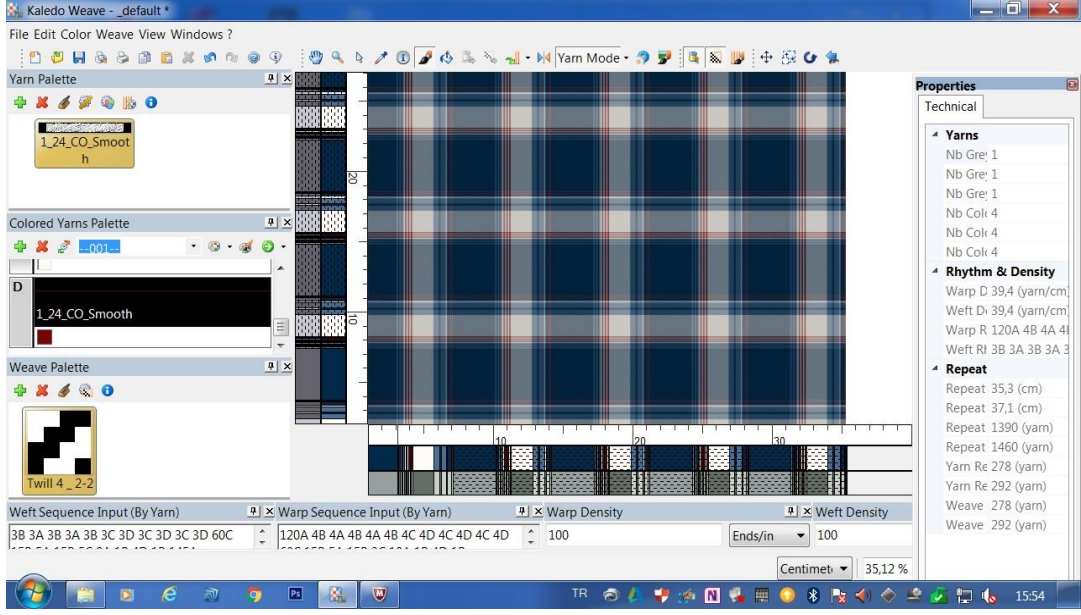 Kaledo Weave - _default *
File Edit Color Weave View Windows ?
Yarn Mode
Yarn Palette
1_24_CO_Smoot
h
Colored Yarns Palette
--001--
D
1_24_CO_Smooth
Weave Palette
Twill 4 _ 2-2
20
10
10
20
30
Properties
Technical
Yarns
Nb Gre 1
Nb Gre 1
Nb Gre 1
Nb Col 4
Nb Col 4
Nb Col 4
Rhythm & Density
Warp D 39,4 (yarn/cm)
Weft D 39,4 (yarn/cm)
Warp R 120A 4B 4A 4
Weft R 3B 3A 3B 3A 3
Repeat
Repeat 35,3 (cm)
Repeat 37,1 (cm)
Repeat 1390 (yarn)
Repeat 1460 (yarn)
Yarn Re 278 (yarn)
Yarn Re 292 (yarn)
Weave 278 (yarn)
Weave 292 (yarn)
Weft Sequence Input (By Yarn)
3B 3A 3B 3A 3B 3C 3D 3C 3D 3C 3D 60C
Warp Sequence Input (By Yarn)
120A 4B 4A 4B 4A 4B 4C 4D 4C 4D 4C 4D
Warp Density
100
Ends/in
Weft Density
100
Centimet
35,12 %
Ps
N
TR
15:54